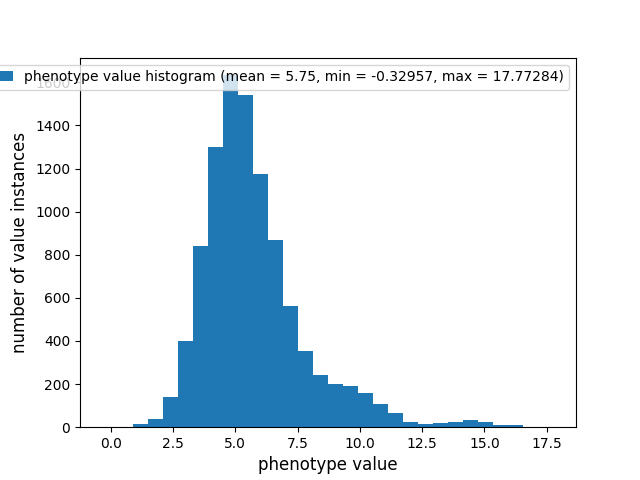 phenotype value histogram (mean = 5.75, min = -0.32957, max = 17.77284)
1600
1400
1200
1000
800
600
400
200
0
number of value instances
0.0 2.5 5.0 7.5 10.0 12.5 15.0 17.5
phenotype value